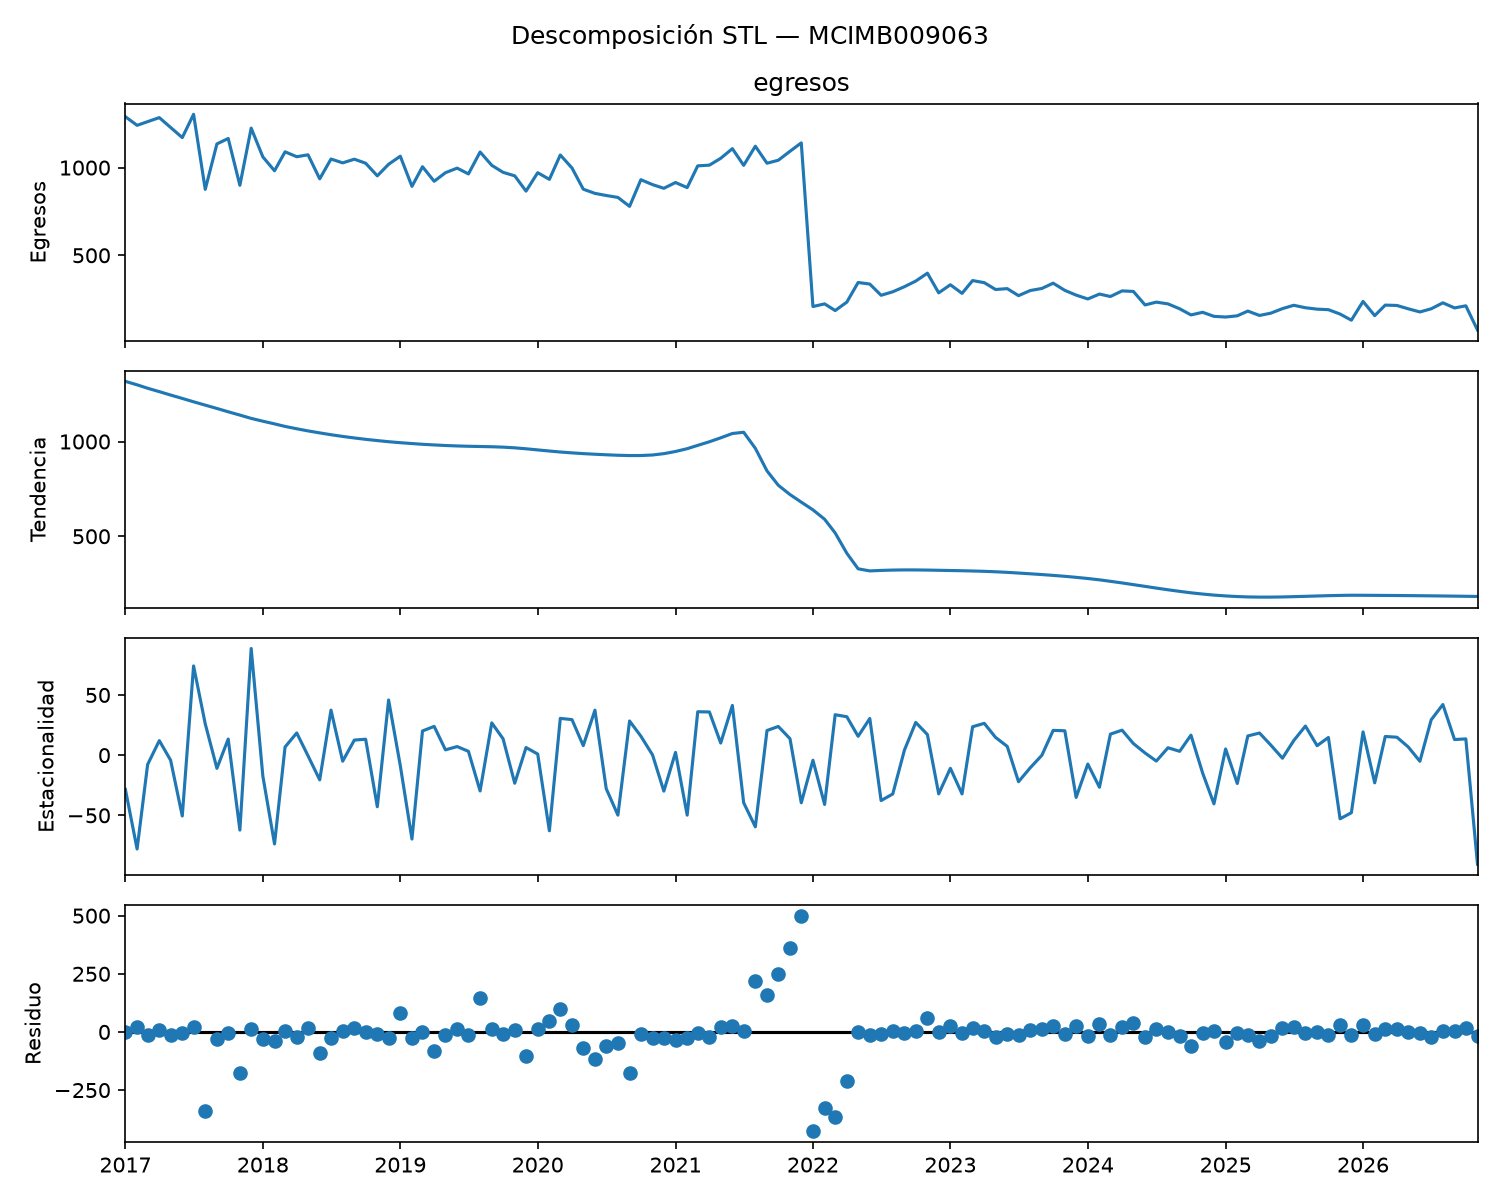 Descomposición STL — MCIMB009063
egresos
Egresos
1000
500
Tendencia
1000
500
Estacionalidad
50
0
−50
Residuo
500
250
0
−250
2017 2018 2019 2020 2021 2022 2023 2024 2025 2026